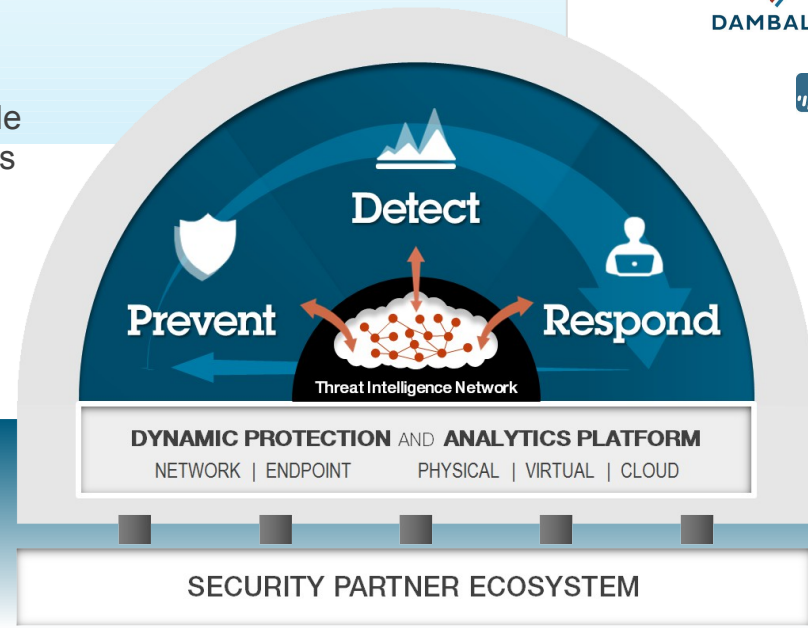 DAMBAL
le
s
Detect
Prevent
Respond
Threat Intelligence Network
DYNAMIC PROTECTION AND ANALYTICS PLATFORM
NETWORK | ENDPOINT PHYSICAL | VIRTUAL | CLOUD
SECURITY PARTNER ECOSYSTEM